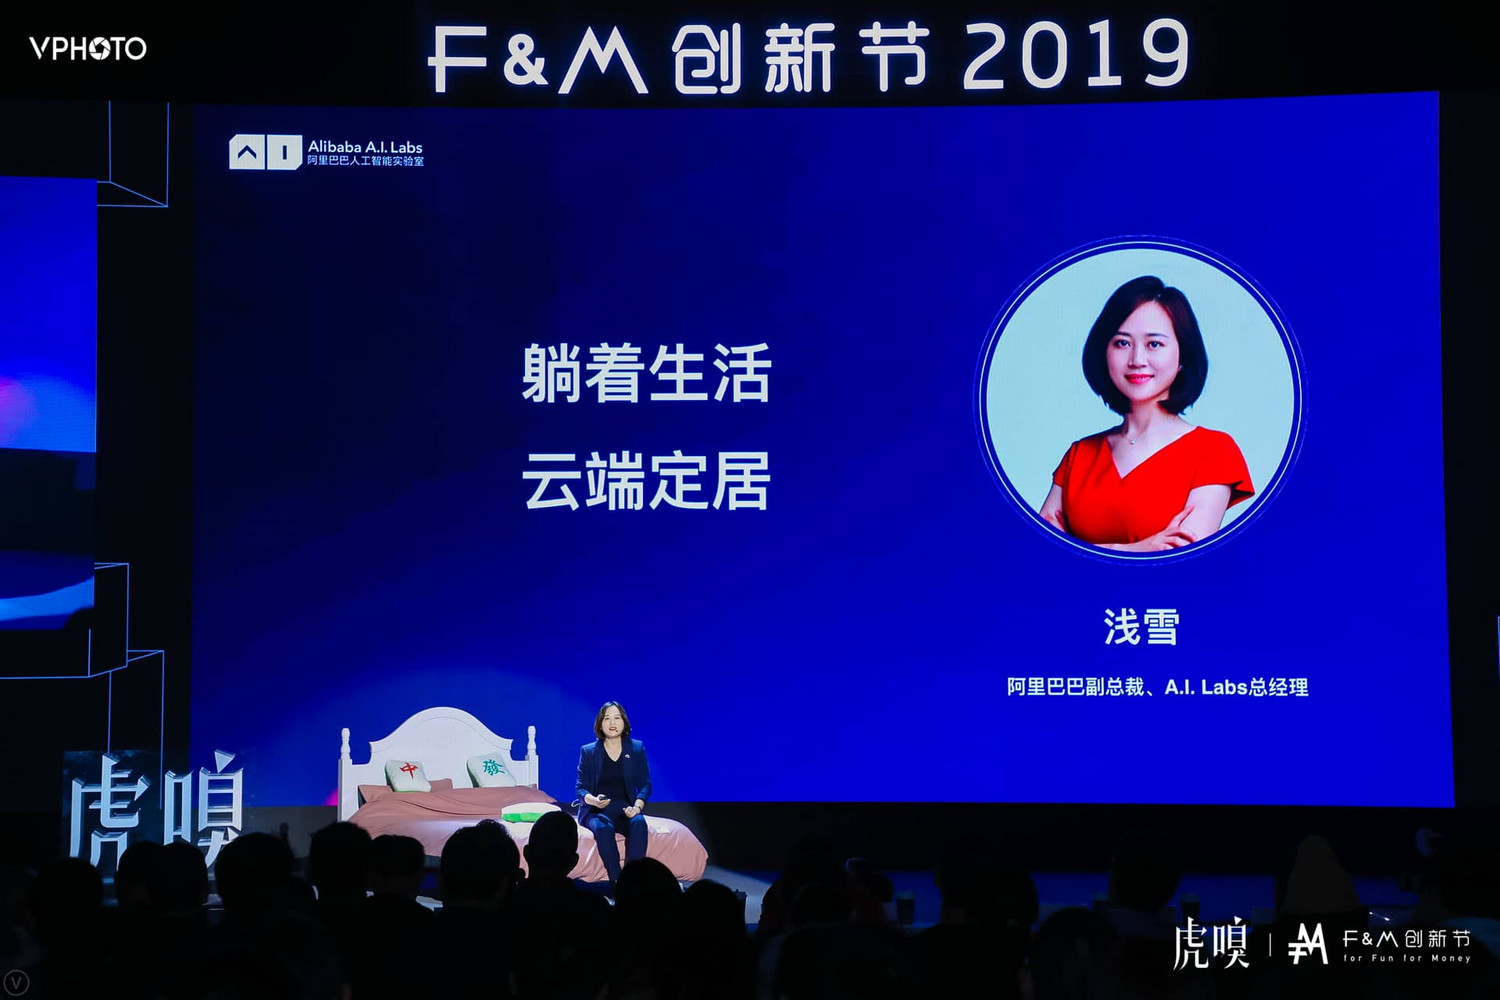 VPHOTO
F&M创新节 2019
AI
Alibaba A.I. Labs
阿里巴巴人工智能实验室
躺着生活
云端定居
浅雪
阿里巴巴副总裁、A.I. Labs总经理
中
發
虎嗅
虎嗅 | F&M创新节
for Fun for Money
V